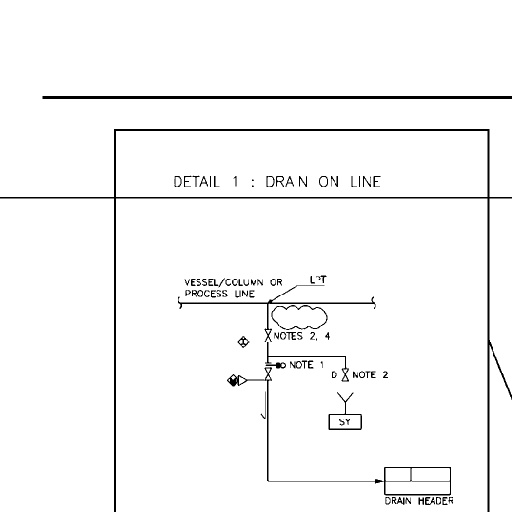 DETAIL 1 : DRAIN ON LINE
VESSEL/COLUMN OR
PROCESS LINE
LPT
NOTES 2, 4
NOTE 1
D
NOTE 2
SY
DRAIN HEADER